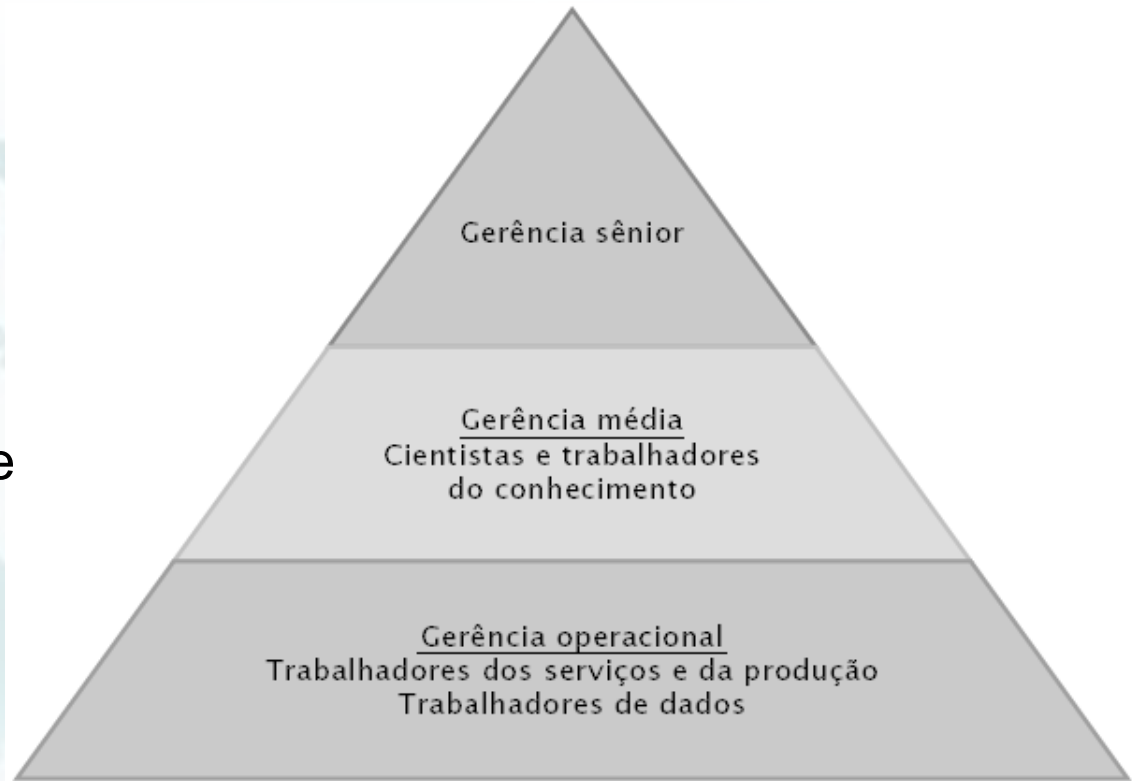 Gerência sênior
Gerência média
Cientistas e trabalhadores
do conhecimento
e
Gerência operacional
Trabalhadores dos serviços e da produção
Trabalhadores de dados